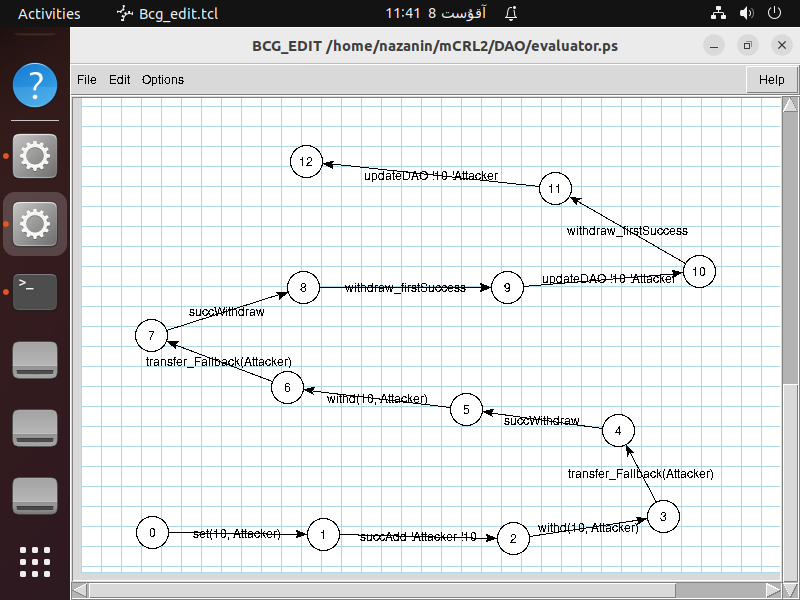 Activities
Bcg_edit.tcl
11:41 8 آقۇست
BCG_EDIT /home/nazanin/mCRL2/DAO/evaluator.ps
File Edit Options Help
12
updateDAO !10 !Attacker
11
withdraw_firstSuccess
10
8
withdraw_firstSuccess
9
updateDAO !10 !Attacker
succWithdraw
7
transfer_Fallback(Attacker)
6
withd(10, Attacker)
5
succWithdraw
4
transfer_Fallback(Attacker)
3
0
set(10, Attacker)
1
succAdd !Attacker !10
2
withd(10, Attacker)
?
>_